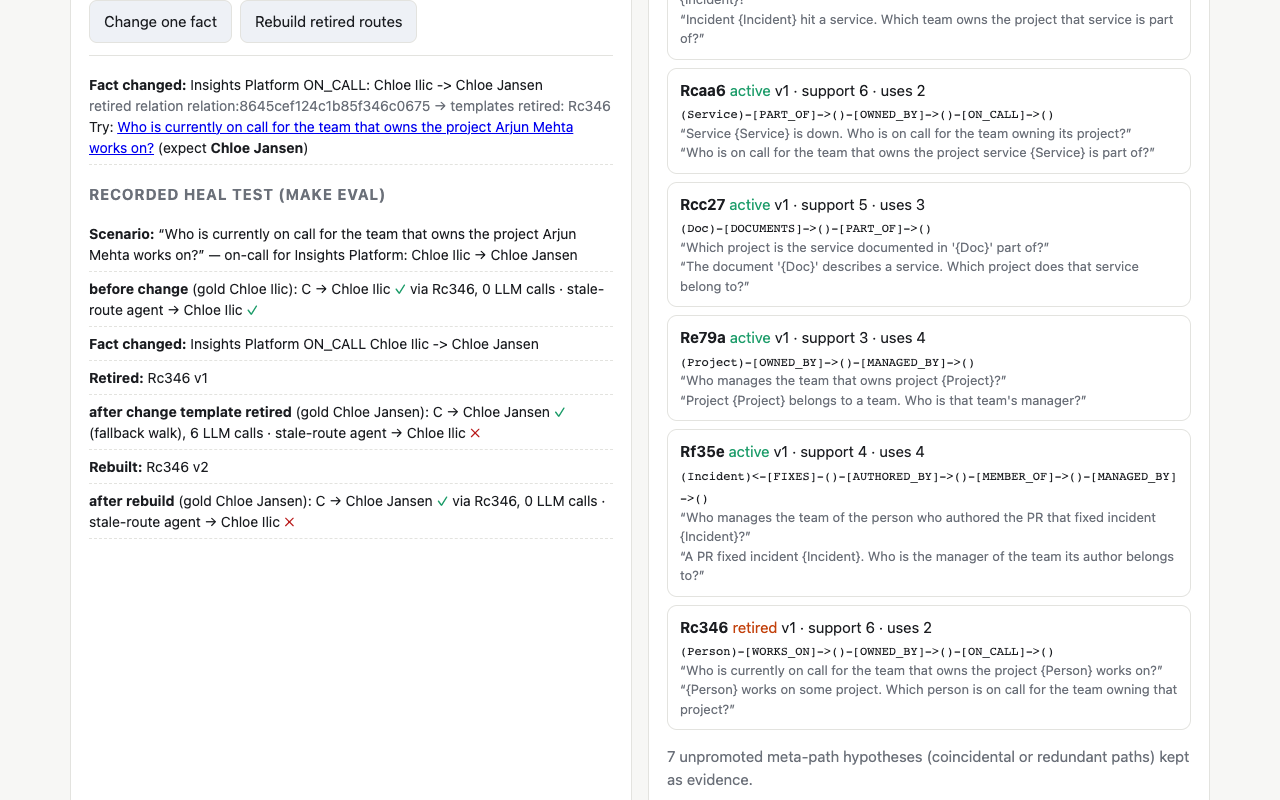 Change one fact
Rebuild retired routes
Fact changed: Insights Platform ON_CALL: Chloe Ilic -> Chloe Jansen
retired relation relation:8645cef124c1b85f346c0675 → templates retired: Rc346
Try: Who is currently on call for the team that owns the project Arjun Mehta
works on? (expect Chloe Jansen)
RECORDED HEAL TEST (MAKE EVAL)
Scenario: “Who is currently on call for the team that owns the project Arjun
Mehta works on?” — on-call for Insights Platform: Chloe Ilic → Chloe Jansen
before change (gold Chloe Ilic): C → Chloe Ilic ✓ via Rc346, 0 LLM calls · stale-
route agent → Chloe Ilic ✓
Fact changed: Insights Platform ON_CALL Chloe Ilic -> Chloe Jansen
Retired: Rc346 v1
after change template retired (gold Chloe Jansen): C → Chloe Jansen ✓
(fallback walk), 6 LLM calls · stale-route agent → Chloe Ilic ✗
Rebuilt: Rc346 v2
after rebuild (gold Chloe Jansen): C → Chloe Jansen ✓ via Rc346, 0 LLM calls ·
stale-route agent → Chloe Ilic ✗
{Incident}?”
“Incident {Incident} hit a service. Which team owns the project that service is part
of?”
Rcaa6 active v1 · support 6 · uses 2
(Service)-[PART_OF]->()-[OWNED_BY]->()-[ON_CALL]->()
“Service {Service} is down. Who is on call for the team owning its project?”
“Who is on call for the team that owns the project service {Service} is part of?”
Rcc27 active v1 · support 5 · uses 3
(Doc)-[DOCUMENTS]->()-[PART_OF]->()
“Which project is the service documented in '{Doc}' part of?”
“The document '{Doc}' describes a service. Which project does that service
belong to?”
Re79a active v1 · support 3 · uses 4
(Project)-[OWNED_BY]->()-[MANAGED_BY]->()
“Who manages the team that owns project {Project}?”
“Project {Project} belongs to a team. Who is that team's manager?”
Rf35e active v1 · support 4 · uses 4
(Incident)<-[FIXES]-()-[AUTHORED_BY]->()-[MEMBER_OF]->()-[MANAGED_BY]
->()
“Who manages the team of the person who authored the PR that fixed incident
{Incident}?”
“A PR fixed incident {Incident}. Who is the manager of the team its author belongs
to?”
Rc346 retired v1 · support 6 · uses 2
(Person)-[WORKS_ON]->()-[OWNED_BY]->()-[ON_CALL]->()
“Who is currently on call for the team that owns the project {Person} works on?”
“{Person} works on some project. Which person is on call for the team owning that
project?”
7 unpromoted meta-path hypotheses (coincidental or redundant paths) kept
as evidence.